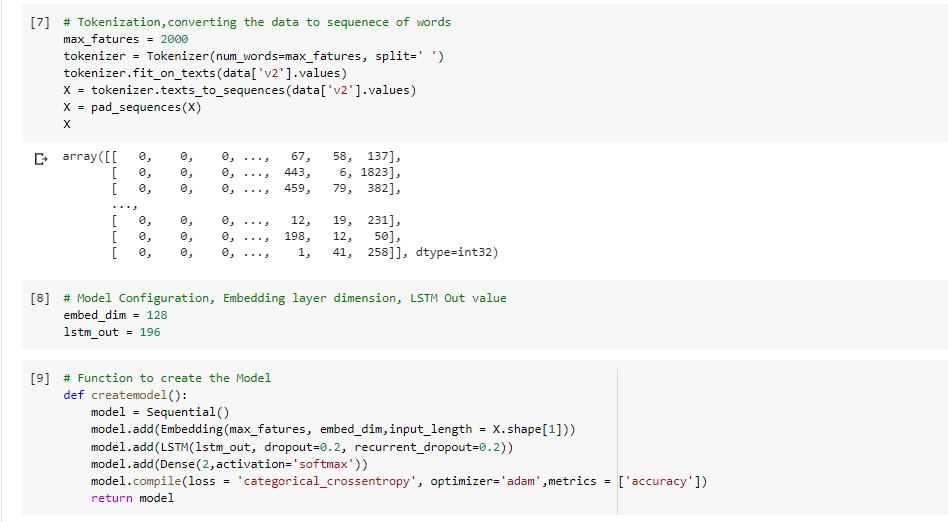 [7] # Tokenization,converting the data to sequenece of words
max_fatures = 2000
tokenizer = Tokenizer(num_words=max_fatures, split=' ')
tokenizer.fit_on_texts(data['v2'].values)
X = tokenizer.texts_to_sequences(data['v2'].values)
X = pad_sequences(X)
X
array([[   0,    0,    0, ...,   67,   58,  137],
[   0,    0,    0, ...,  443,    6, 1823],
[   0,    0,    0, ...,  459,   79,  382],
...,
[   0,    0,    0, ...,   12,   19,  231],
[   0,    0,    0, ...,  198,   12,   50],
[   0,    0,    0, ...,    1,   41,  258]], dtype=int32)
[8] # Model Configuration, Embedding layer dimension, LSTM Out value
embed_dim = 128
lstm_out = 196
[9] # Function to create the Model
def createmodel():
model = Sequential()
model.add(Embedding(max_fatures, embed_dim,input_length = X.shape[1]))
model.add(LSTM(lstm_out, dropout=0.2, recurrent_dropout=0.2))
model.add(Dense(2,activation='softmax'))
model.compile(loss = 'categorical_crossentropy', optimizer='adam',metrics = ['accuracy'])
return model